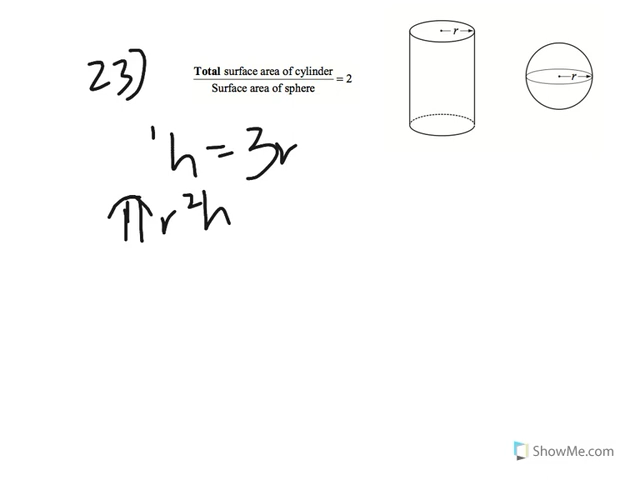 23)
Total surface area of cylinder
Surface area of sphere
= 2
r
r
'h = 3r
πr²h
ShowMe.com